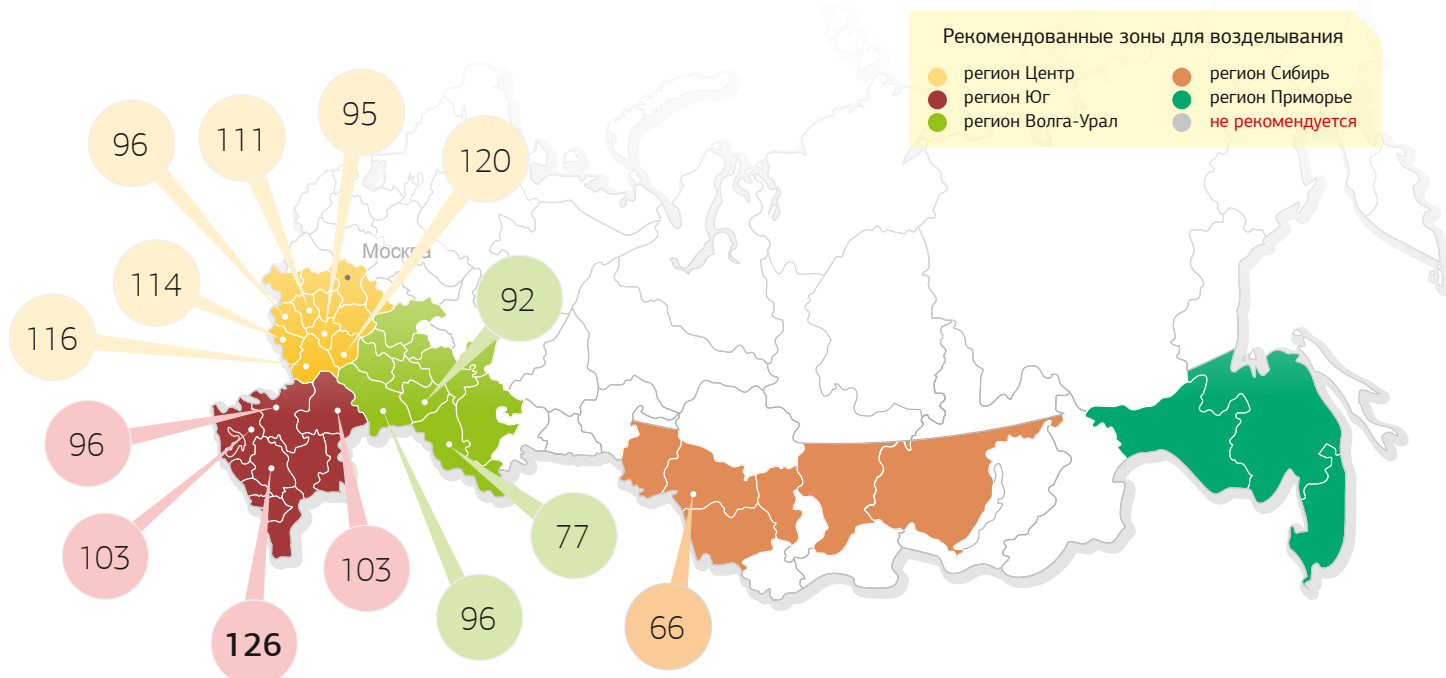 Рекомендованные зоны для возделывания
регион Центр
регион Юг
регион Волга-Урал
регион Сибирь
регион Приморье
не рекомендуется
95
111
96
120
Москва
114
92
116
96
77
103
103
96
66
126